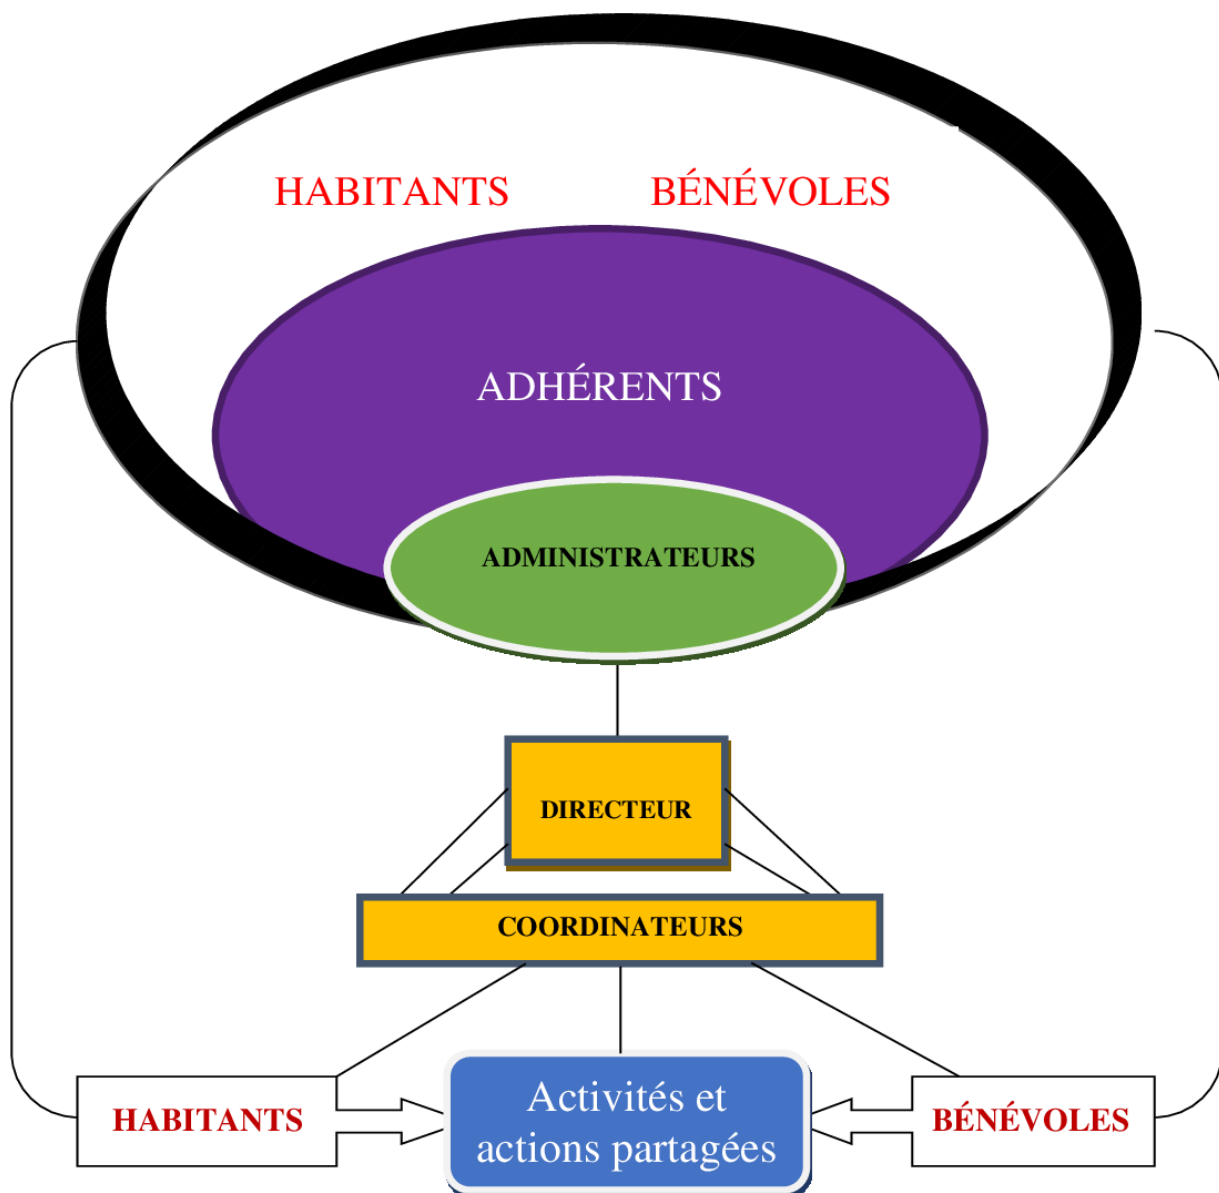 HABITANTS BÉNÉVOLES
ADHÉRENTS
ADMINISTRATEURS
DIRECTEUR
COORDINATEURS
HABITANTS
Activités et
actions partagées
BÉNÉVOLES